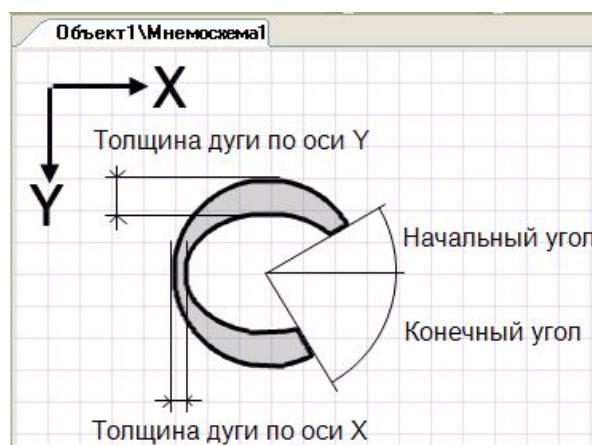 Объект1\Мнемосхема1
X
Толщина дуги по оси Y
Y
Начальный угол
Конечный угол
Толщина дуги по оси X